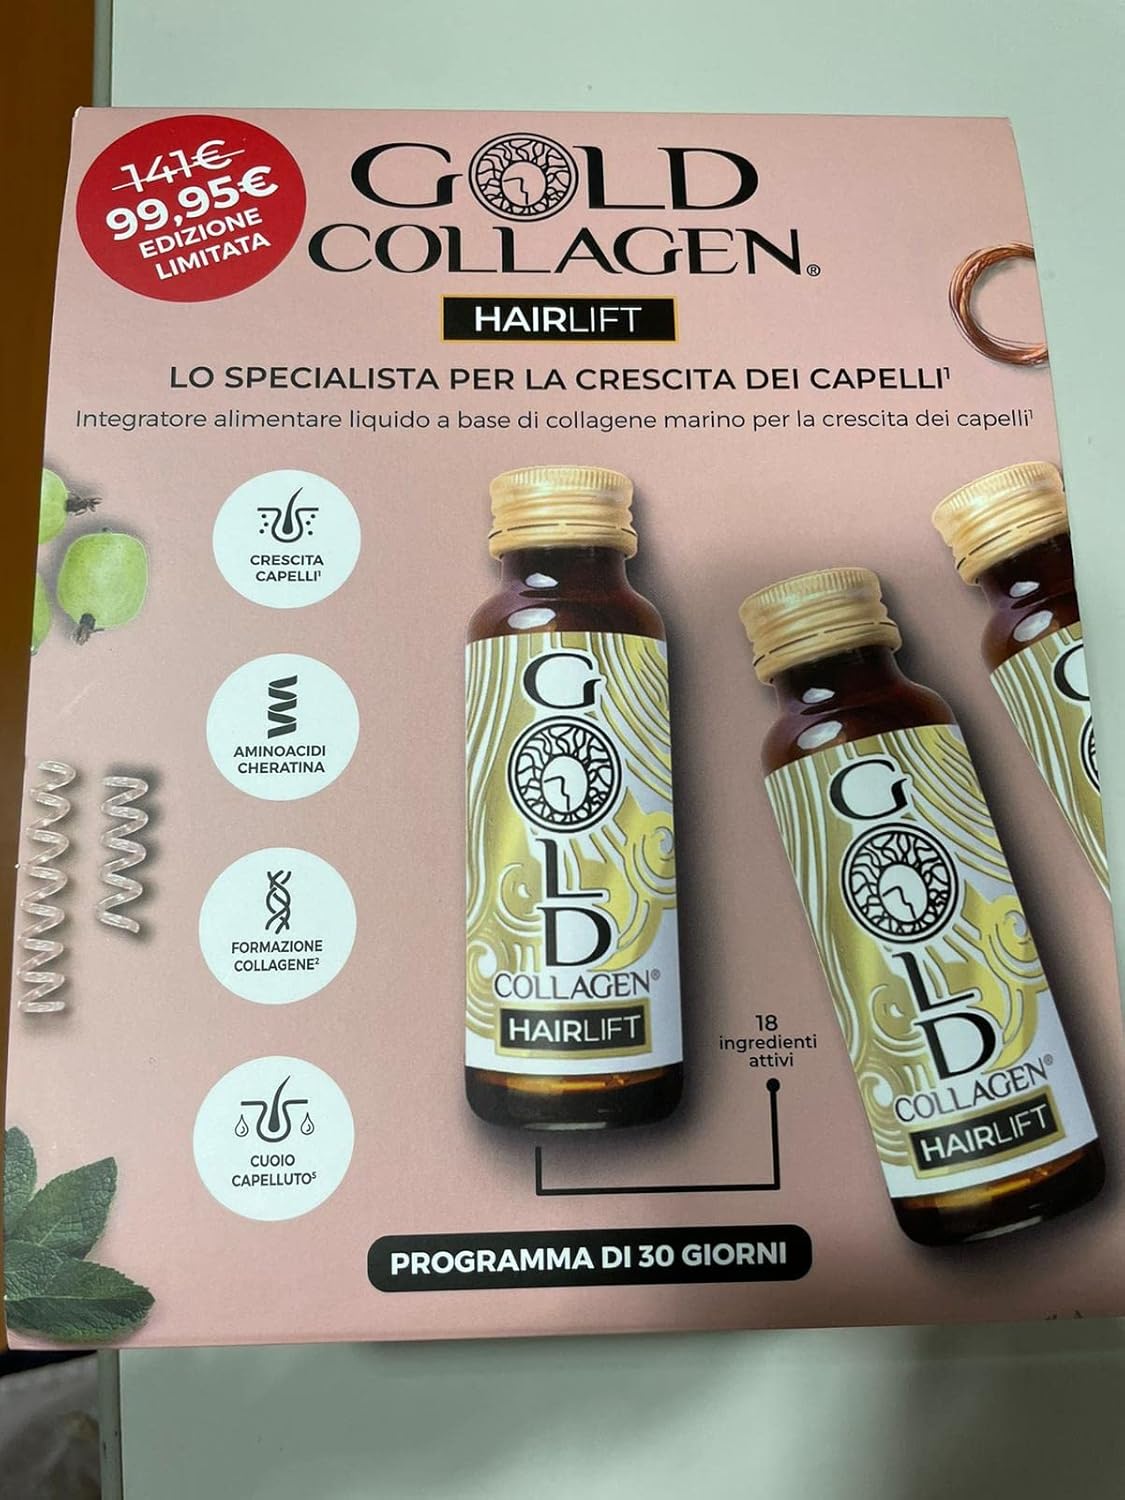 141€
99,95€
EDIZIONE
LIMITATA
GOLD
COLLAGEN®
HAIRLIFT
LO SPECIALISTA PER LA CRESCITA DEI CAPELLI¹
Integratore alimentare liquido a base di collagene marino per la crescita dei capelli¹
CRESCITA
CAPELLI¹
AMINOACIDI
CHERATINA
FORMAZIONE
COLLAGENE²
CUOIO
CAPELLUTO⁵
GOLD
COLLAGEN®
HAIRLIFT
18
ingredienti
attivi
GOLD
COLLAGEN®
HAIRLIFT
G
PROGRAMMA DI 30 GIORNI